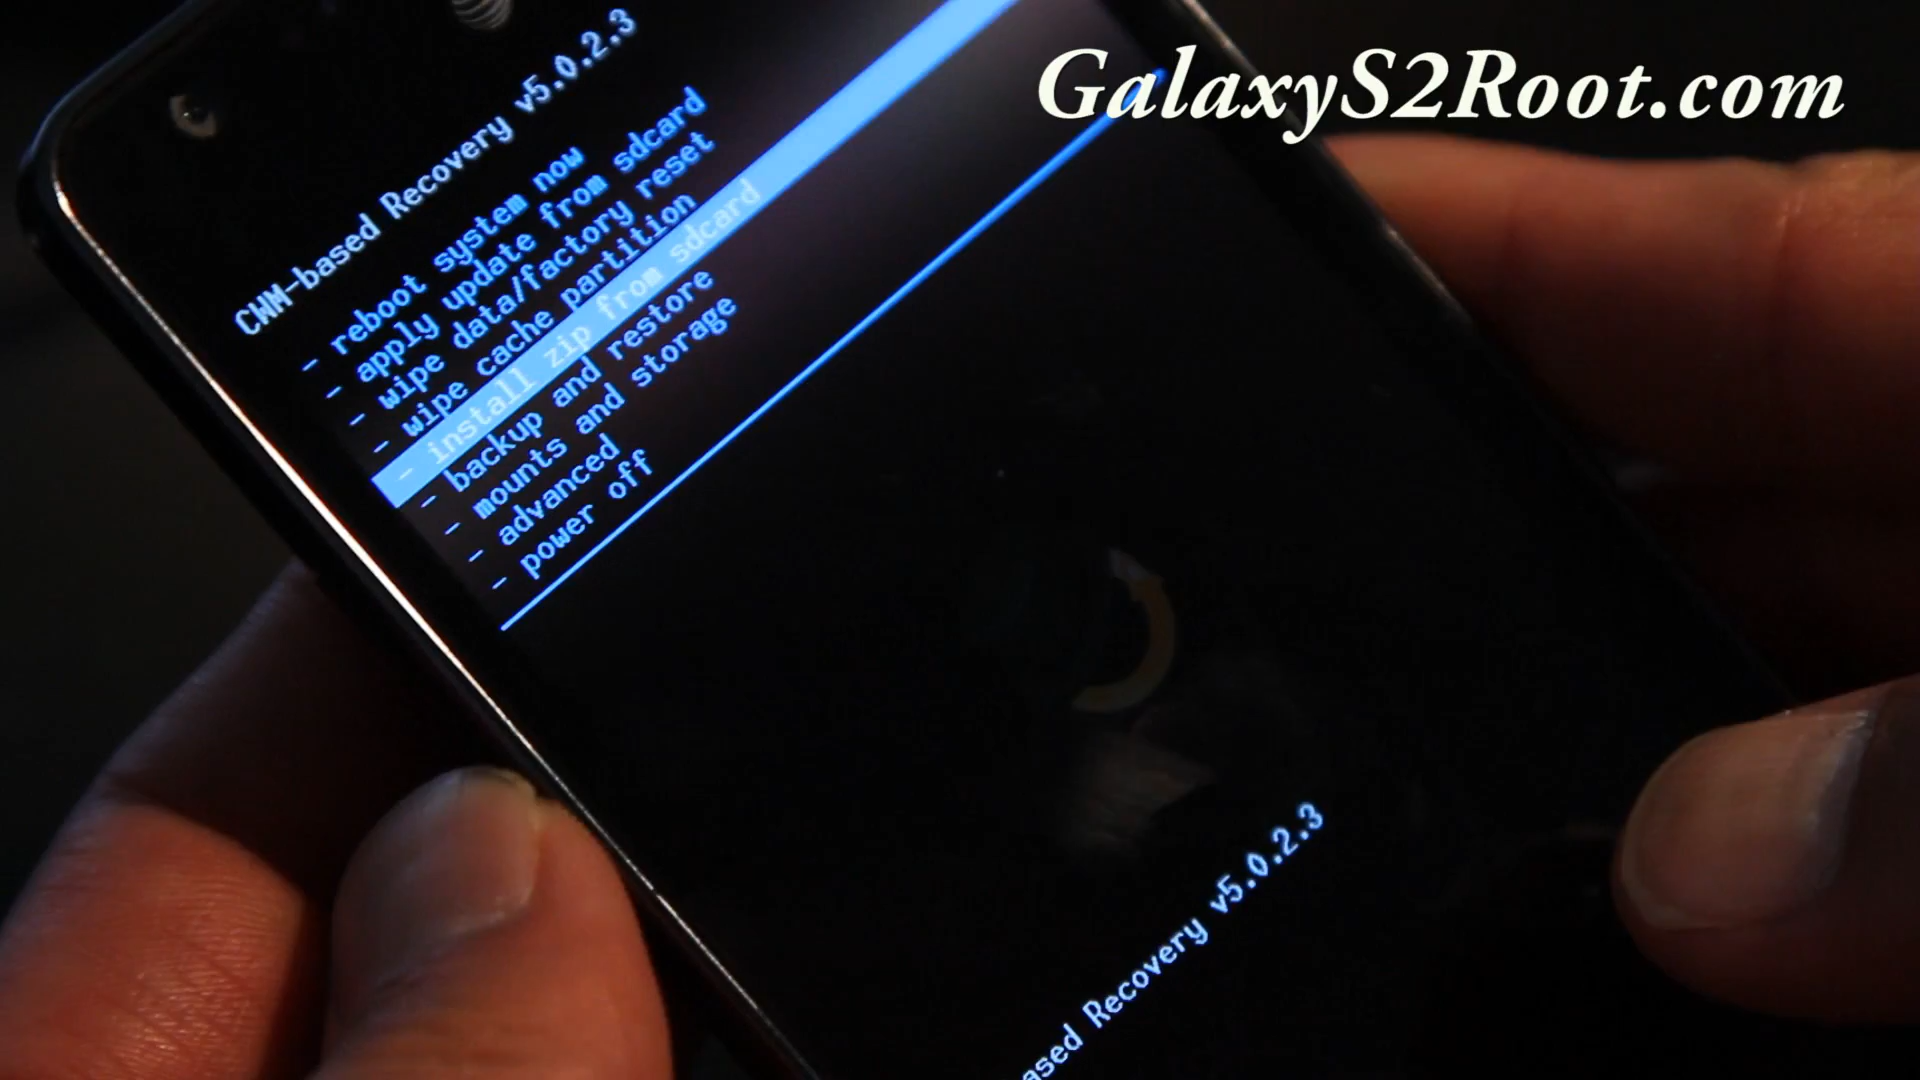 GalaxyS2Root.com
CWM-based Recovery v5.0.2.3
- reboot system now
- apply update from sdcard
- wipe data/factory reset
- wipe cache partition
- install zip from sdcard
- backup and restore
- mounts and storage
- advanced
- power off
ased Recovery v5.0.2.3